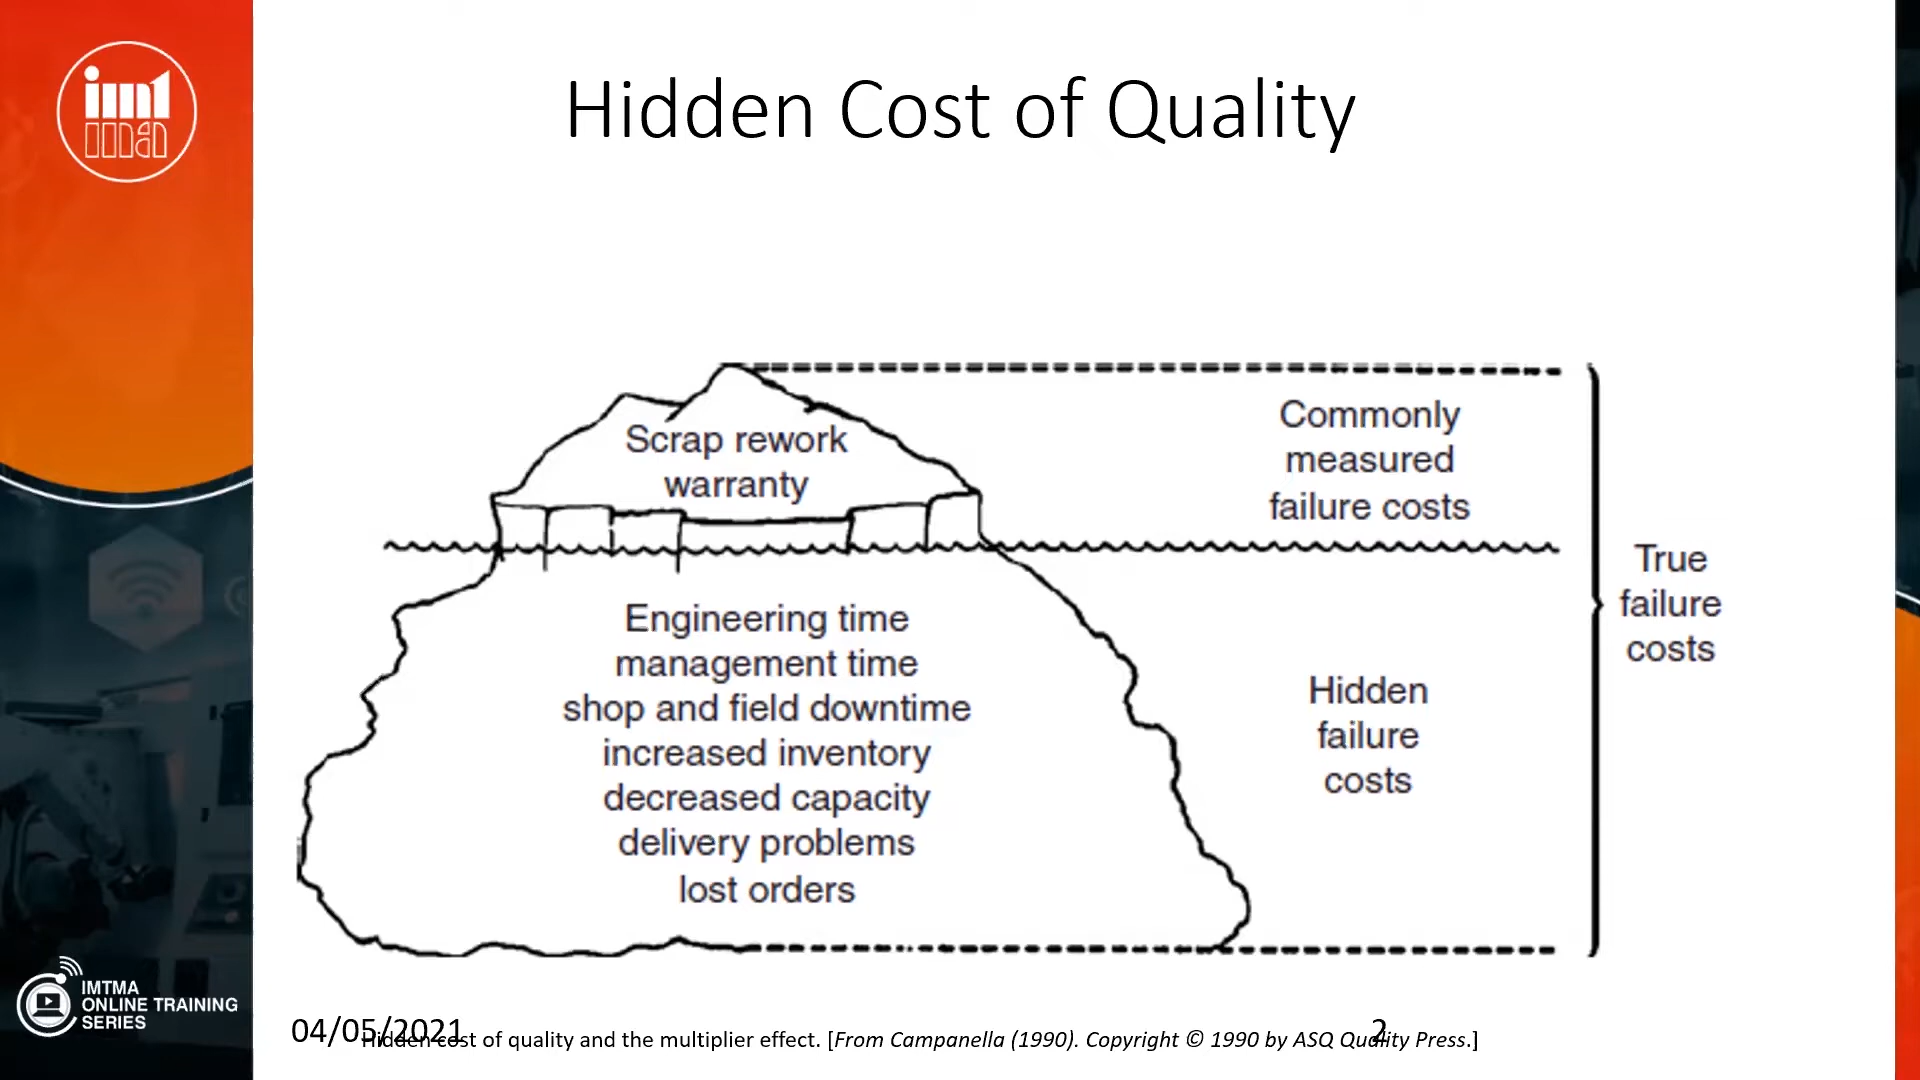 Hidden Cost of Quality
Scrap rework
warranty
Commonly
measured
failure costs
True
failure
costs
Engineering time
management time
shop and field downtime
increased inventory
decreased capacity
delivery problems
lost orders
Hidden
failure
costs
IMTMA
ONLINE TRAINING
SERIES
04/05/2021
Hidden cost of quality and the multiplier effect. [From Campanella (1990). Copyright © 1990 by ASQ Quality Press.]
2